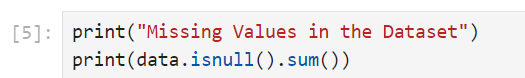 [5]: print("Missing Values in the Dataset")
print(data.isnull().sum())